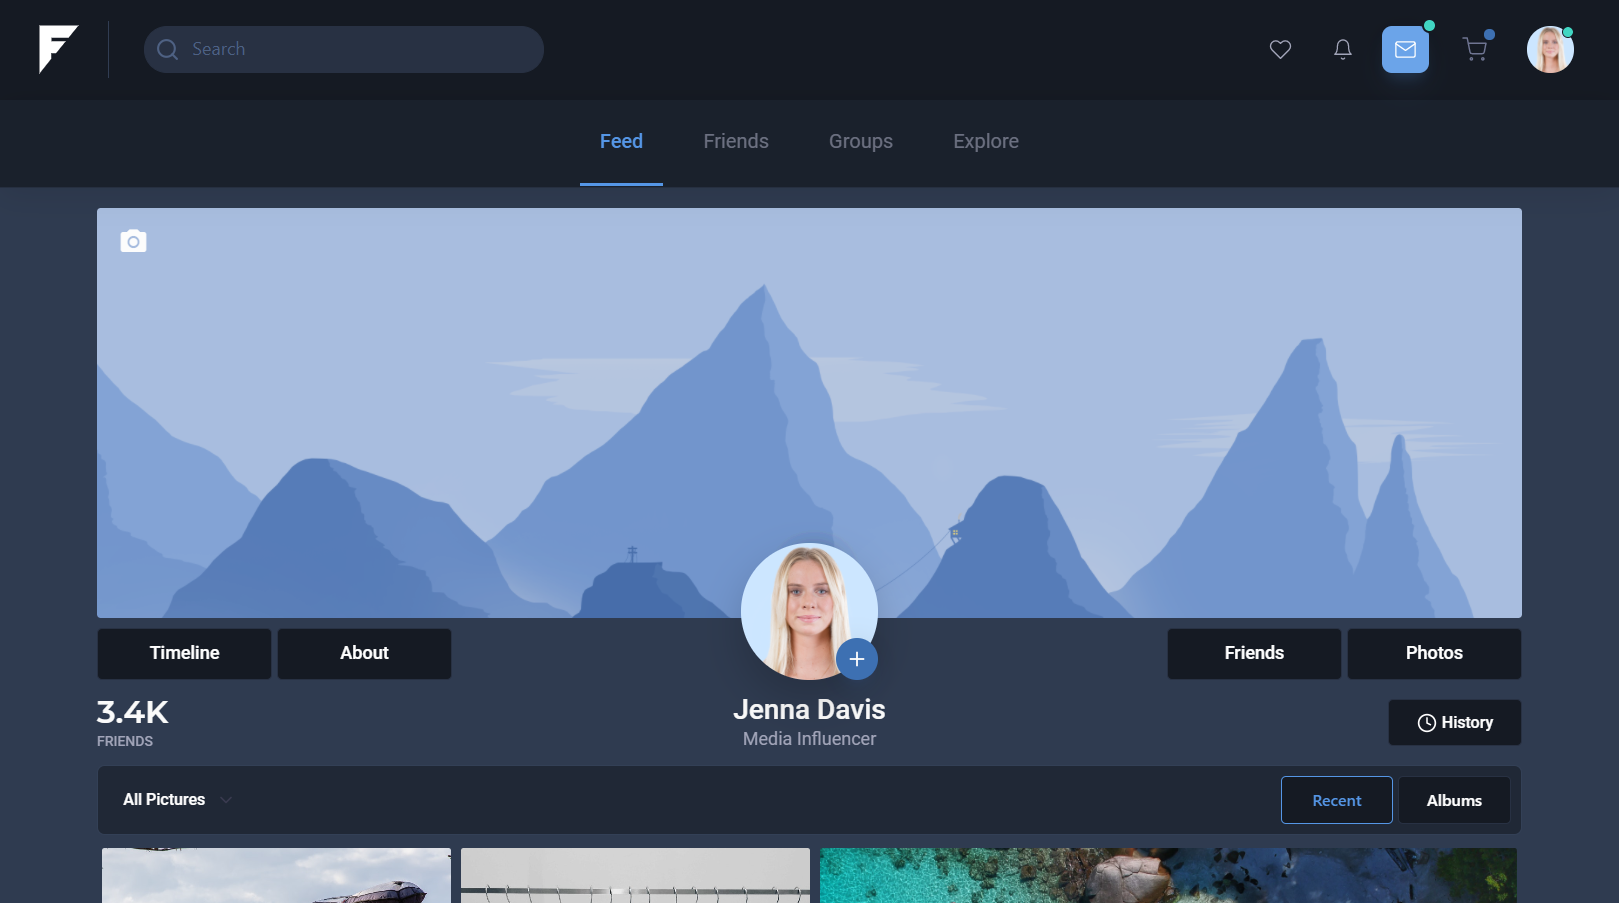 Search
Feed
Friends
Groups
Explore
Timeline
About
Friends
Photos
3.4K
FRIENDS
Jenna Davis
Media Influencer
History
All Pictures
Recent
Albums